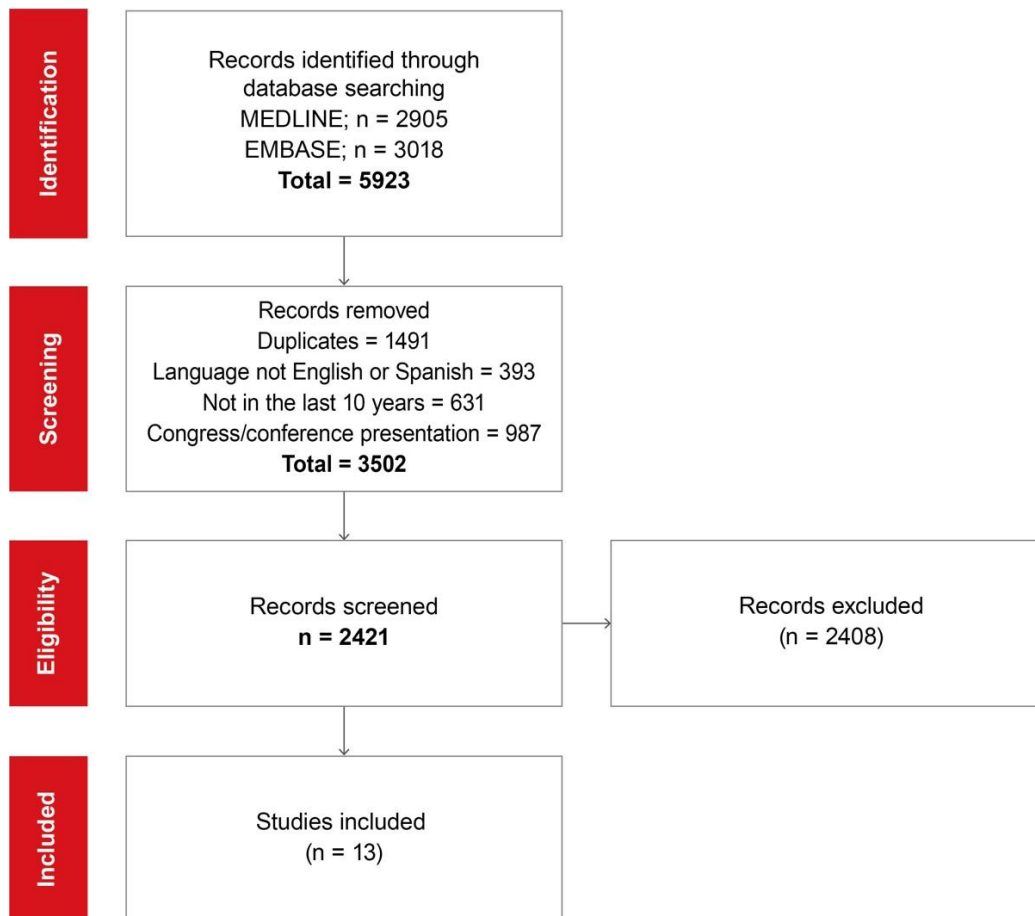 Identification
Records identified through
database searching
MEDLINE; n = 2905
EMBASE; n = 3018
Total = 5923
Screening
Records removed
Duplicates = 1491
Language not English or Spanish = 393
Not in the last 10 years = 631
Congress/conference presentation = 987
Total = 3502
Eligibility
Records screened
n = 2421
Records excluded
(n = 2408)
Included
Studies included
(n = 13)